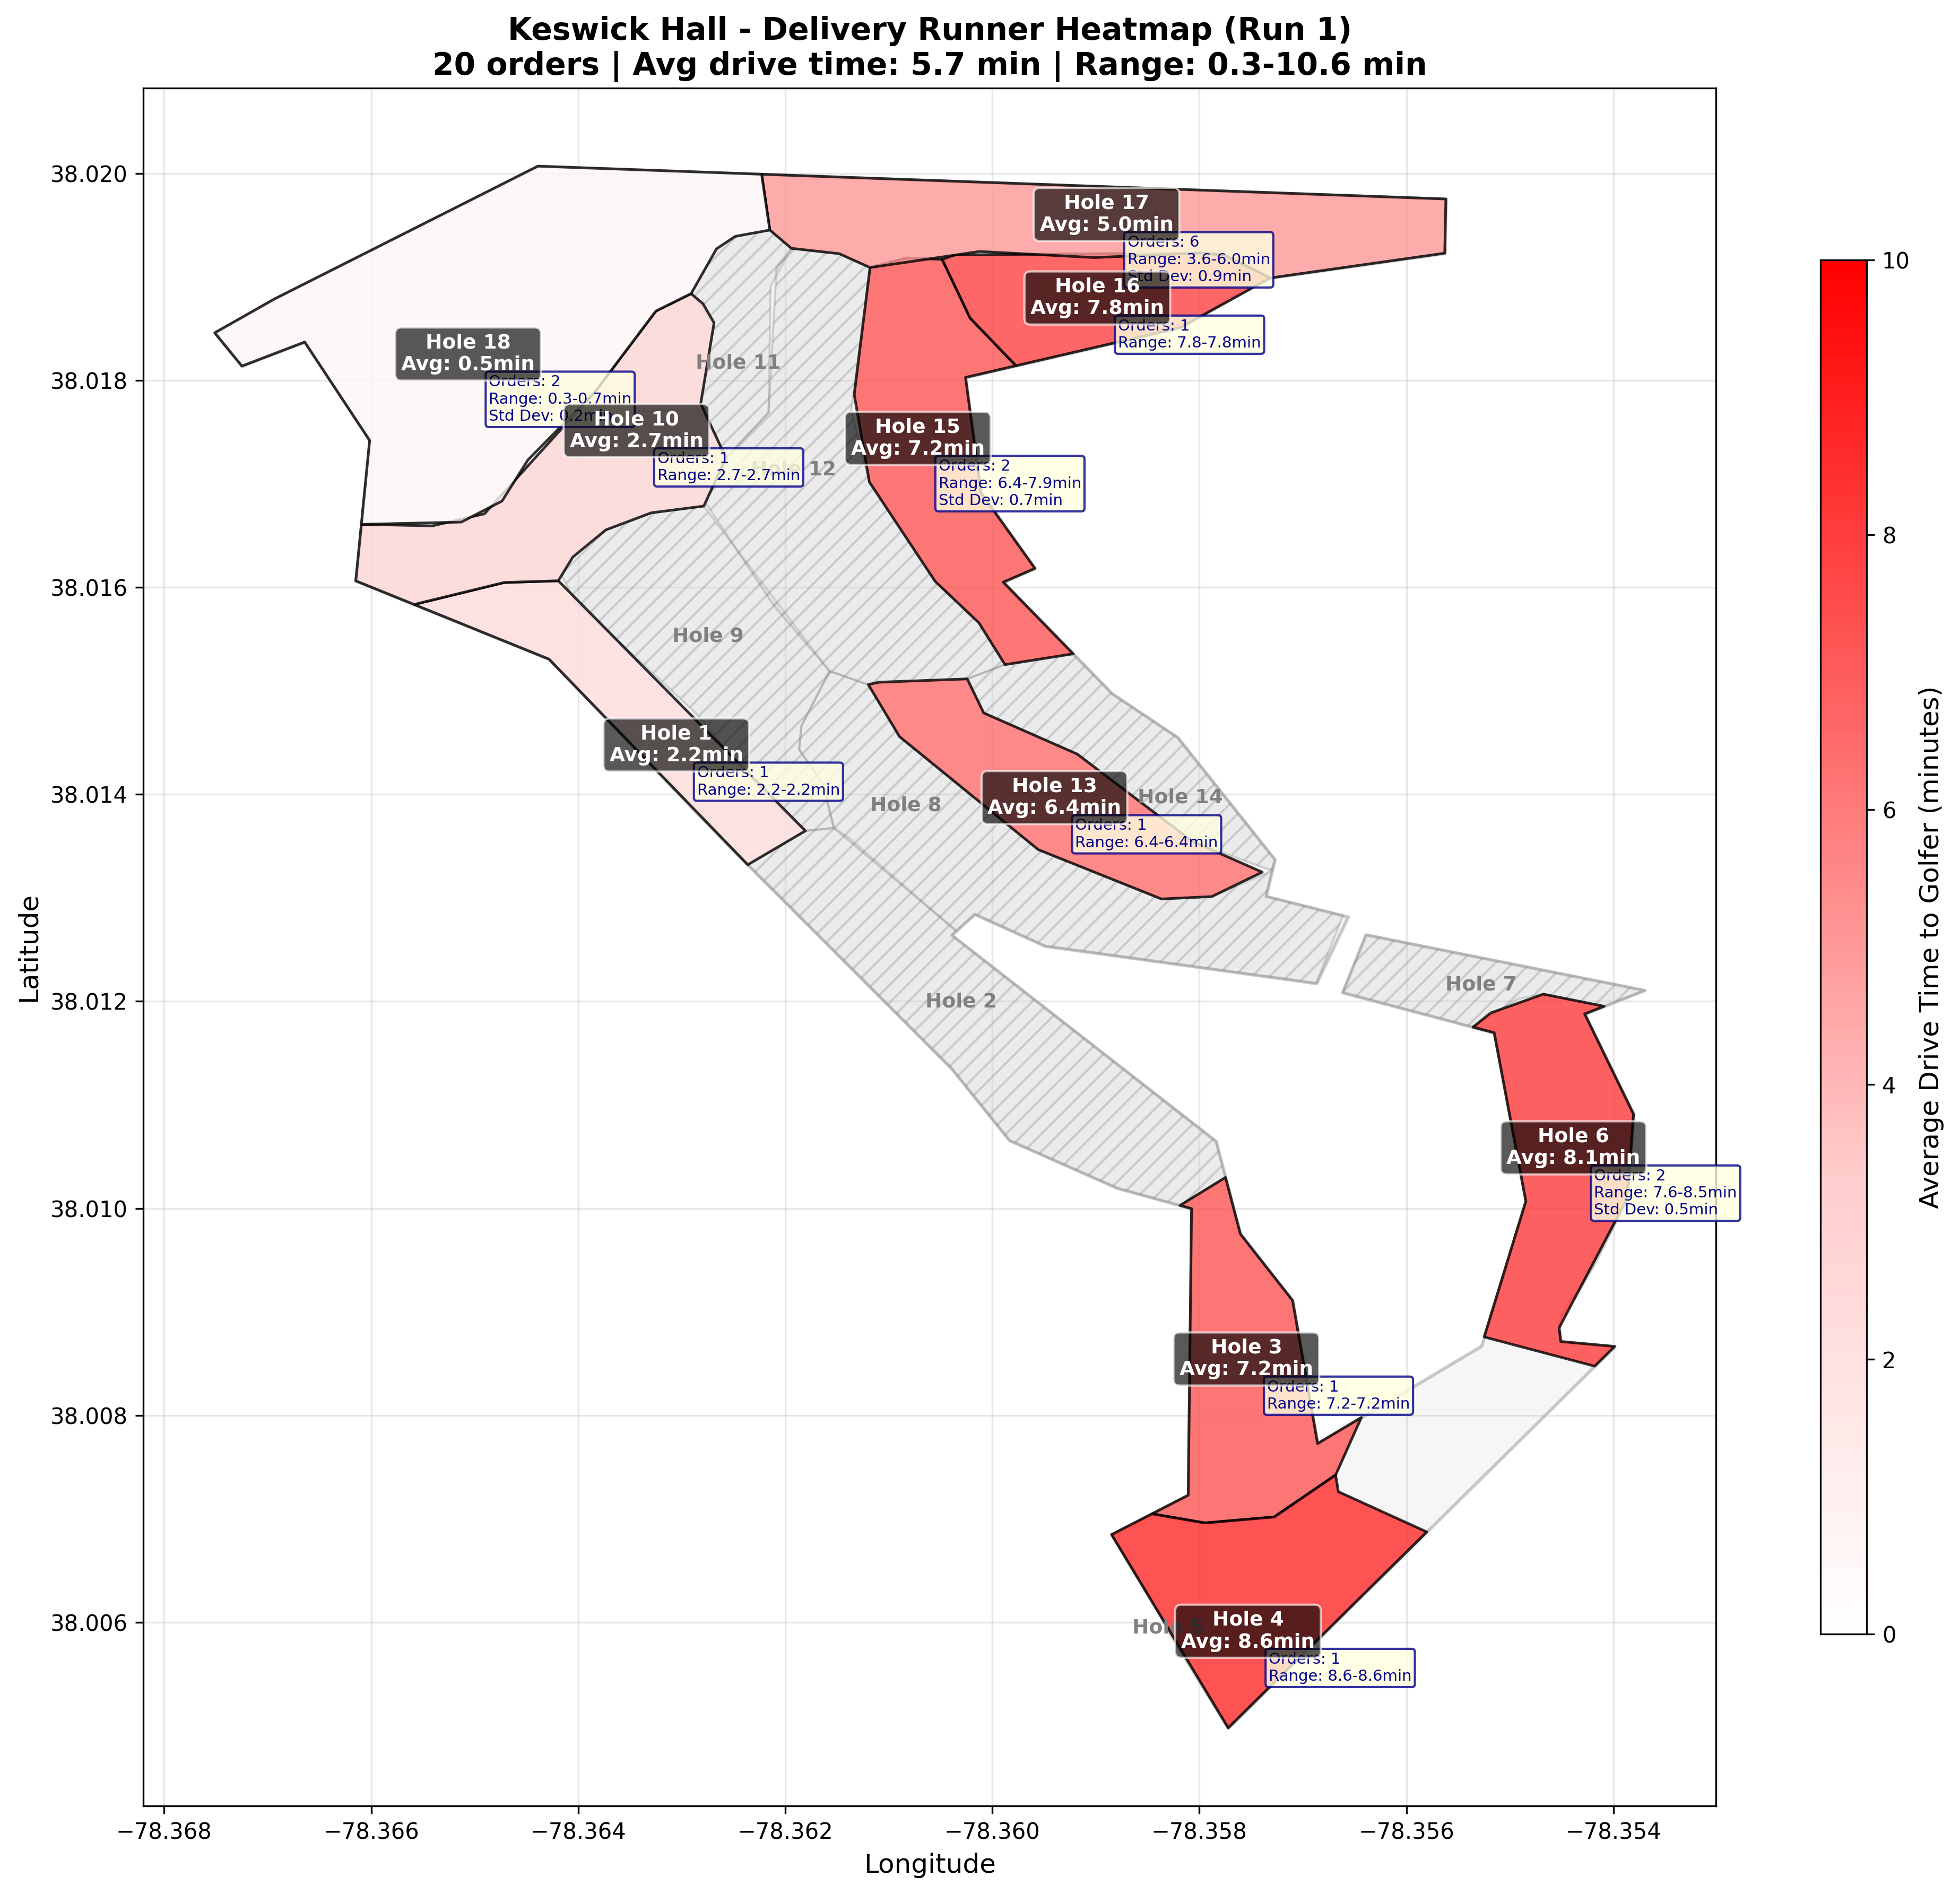 Keswick Hall - Delivery Runner Heatmap (Run 1)
20 orders | Avg drive time: 5.7 min | Range: 0.3-10.6 min
38.020
38.018
38.016
38.014
38.012
38.010
38.008
38.006
Latitude
Hole 17
Avg: 5.0min
Orders: 6
Range: 3.6-6.0min
Std Dev: 0.9min
Hole 16
Avg: 7.8min
Orders: 1
Range: 7.8-7.8min
Hole 18
Avg: 0.5min
Orders: 2
Range: 0.3-0.7min
Std Dev: 0.2min
Hole 11
Hole 10
Avg: 2.7min
Orders: 1
Range: 2.7-2.7min
Hole 12
Hole 15
Avg: 7.2min
Orders: 2
Range: 6.4-7.9min
Std Dev: 0.7min
Hole 9
Hole 1
Avg: 2.2min
Orders: 1
Range: 2.2-2.2min
Hole 8
Hole 13
Avg: 6.4min
Orders: 1
Range: 6.4-6.4min
Hole 14
Hole 2
Hole 7
Hole 6
Avg: 8.1min
Orders: 2
Range: 7.6-8.5min
Std Dev: 0.5min
Hole 3
Avg: 7.2min
Orders: 1
Range: 7.2-7.2min
Hole 4
Avg: 8.6min
Orders: 1
Range: 8.6-8.6min
−78.368
−78.366
−78.364
−78.362
−78.360
−78.358
−78.356
−78.354
Longitude
10
8
6
4
2
0
Average Drive Time to Golfer (minutes)